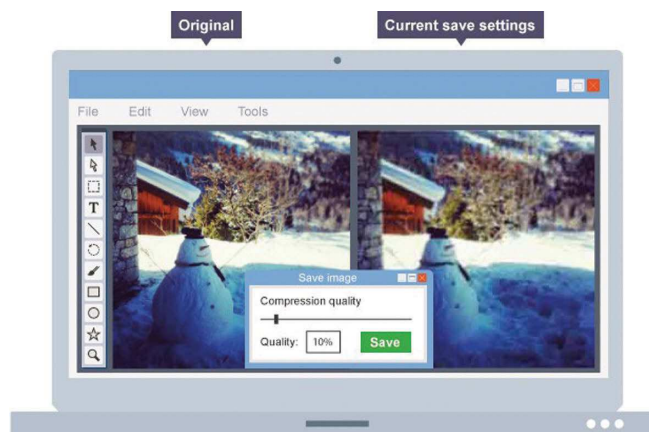 Original
Current save settings
File Edit View Tools
T
Save image
Compression quality
Quality: 10% Save